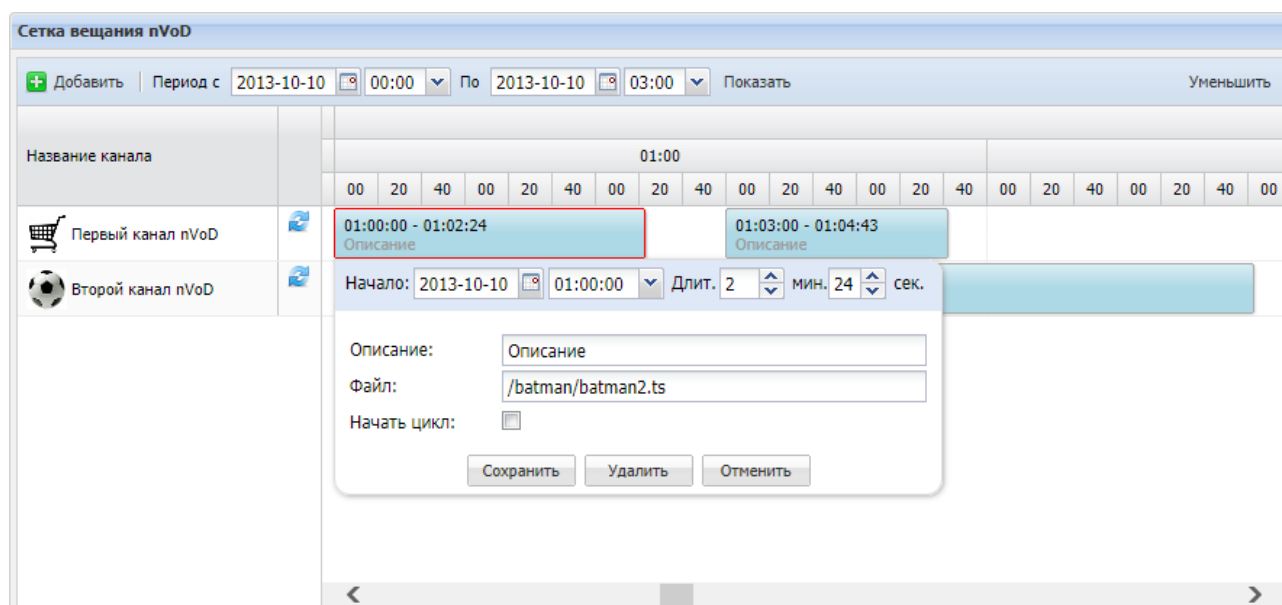 Сетка вещания nVoD
Добавить Период с 2013-10-10 00:00 По 2013-10-10 03:00 Показать Уменьшить
Название канала
01:00
00 20 40 00 20 40 00 20 40 00 20 40 00 20 40 00 20 40 00 20 40 00
Первый канал nVoD
01:00:00 - 01:02:24
Описание
01:03:00 - 01:04:43
Описание
Второй канал nVoD
Начало: 2013-10-10 01:00:00 Длит. 2 мин. 24 сек.
Описание: Описание
Файл: /batman/batman2.ts
Начать цикл:
Сохранить Удалить Отменить